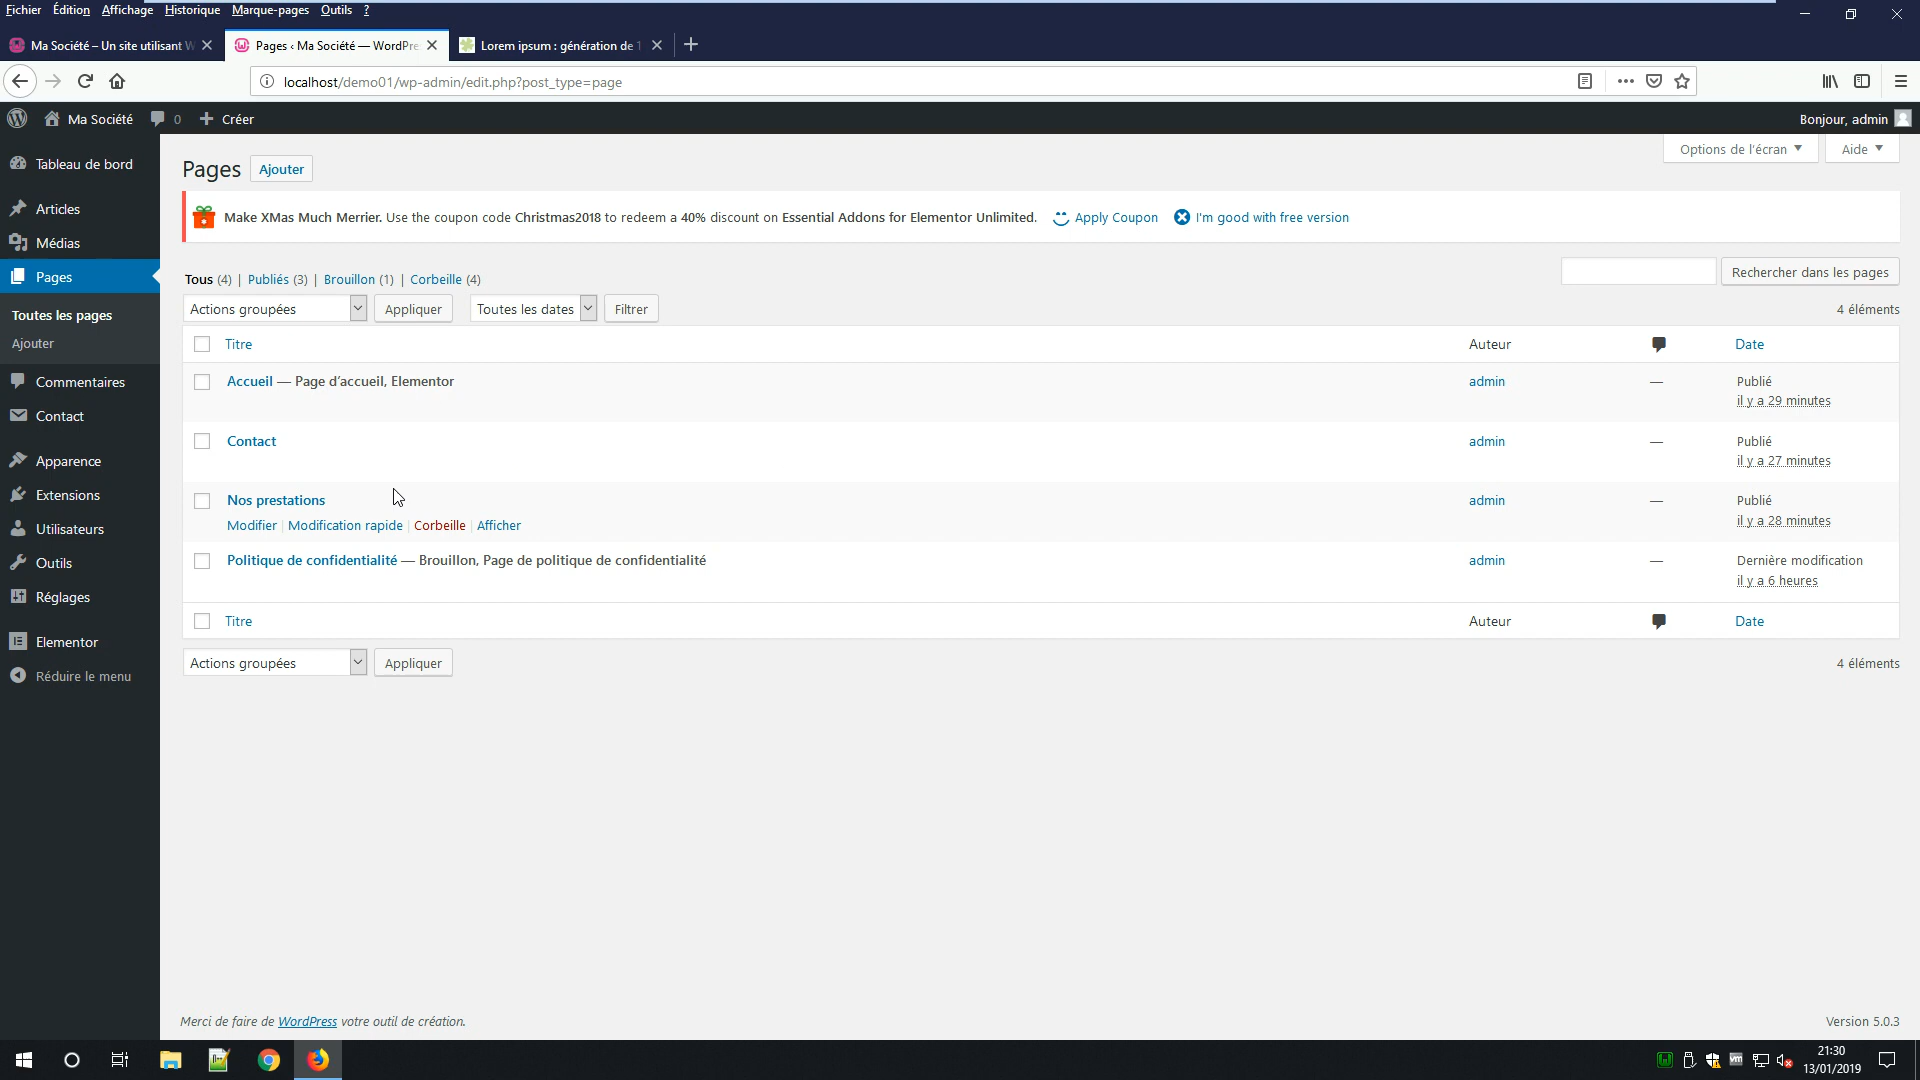 Fichier Édition Affichage Historique Marque-pages Outils ?
Ma Société – Un site utilisant W
Pages ‹ Ma Société — WordPre
Lorem ipsum : génération de
localhost/demo01/wp-admin/edit.php?post_type=page
Ma Société 0 Créer
Bonjour, admin
Tableau de bord
Articles
Médias
Pages
Toutes les pages
Ajouter
Commentaires
Contact
Apparence
Extensions
Utilisateurs
Outils
Réglages
Elementor
Réduire le menu
Options de l'écran
Aide
Pages Ajouter
Make XMas Much Merrier. Use the coupon code Christmas2018 to redeem a 40% discount on Essential Addons for Elementor Unlimited. Apply Coupon I'm good with free version
Tous (4) | Publiés (3) | Brouillon (1) | Corbeille (4)
Rechercher dans les pages
Actions groupées Appliquer Toutes les dates Filtrer 4 éléments
Titre Auteur Date
Accueil — Page d’accueil, Elementor admin — Publié
il y a 29 minutes
Contact admin — Publié
il y a 27 minutes
Nos prestations admin — Publié
Modifier | Modification rapide | Corbeille | Afficher il y a 28 minutes
Politique de confidentialité — Brouillon, Page de politique de confidentialité admin — Dernière modification
il y a 6 heures
Titre Auteur Date
Actions groupées Appliquer 4 éléments
Merci de faire de WordPress votre outil de création. Version 5.0.3
21:30
13/01/2019